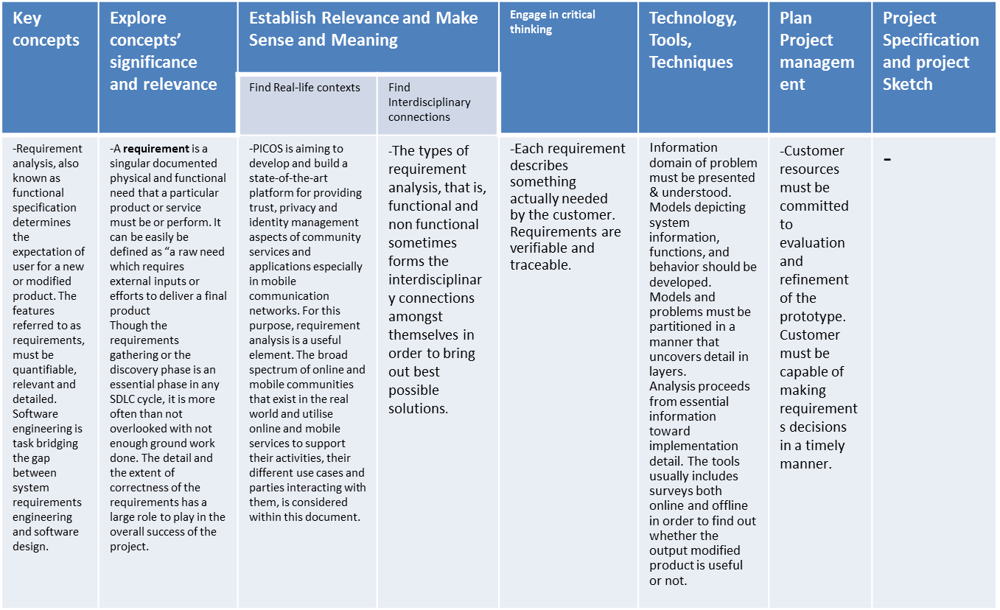 Key
concepts
Explore
concepts’
significance
and relevance
Establish Relevance and Make
Sense and Meaning
Engage in critical
thinking
Technology,
Tools,
Techniques
Plan
Project
managem
ent
Project
Specification
and project
Sketch
Find Real-life contexts
Find
Interdisciplinary
connections
-Requirement
analysis, also
known as
functional
specification
determines
the
expectation of
user for a new
or modified
product. The
features
referred to as
requirements,
must be
quantifiable,
relevant and
detailed.
Software
engineering is
task bridging
the gap
between
system
requirements
engineering
and software
design.
-A requirement is a
singular documented
physical and functional
need that a particular
product or service
must be or perform. It
can be easily be
defined as “a raw need
which requires
external inputs or
efforts to deliver a final
product
Though the
requirements
gathering or the
discovery phase is an
essential phase in any
SDLC cycle, it is more
often than not
overlooked with not
enough ground work
done. The detail and
the extent of
correctness of the
requirements has a
large role to play in the
overall success of the
project.
-PICOS is aiming to
develop and build a
state-of-the-art
platform for providing
trust, privacy and
identity management
aspects of community
services and
applications especially
in mobile
communication
networks. For this
purpose, requirement
analysis is a useful
element. The broad
spectrum of online and
mobile communities
that exist in the real
world and utilise
online and mobile
services to support
their activities, their
different use cases and
parties interacting with
them, is considered
within this document.
-The types of
requirement
analysis, that is,
functional and
non functional
sometimes
forms the
interdisciplinar
y connections
amongst
themselves in
order to bring
out best
possible
solutions.
-Each requirement
describes
something
actually needed
by the customer.
Requirements are
verifiable and
traceable.
Information
domain of problem
must be presented
& understood.
Models depicting
system
information,
functions, and
behavior should be
developed.
Models and
problems must be
partitioned in a
manner that
uncovers detail in
layers.
Analysis proceeds
from essential
information
toward
implementation
detail. The tools
usually includes
surveys both
online and offline
in order to find out
whether the
output modified
product is useful
or not.
-Customer
resources
must be
committed
to
evaluation
and
refinement
of the
prototype.
Customer
must be
capable of
making
requirement
s decisions
in a timely
manner.
-